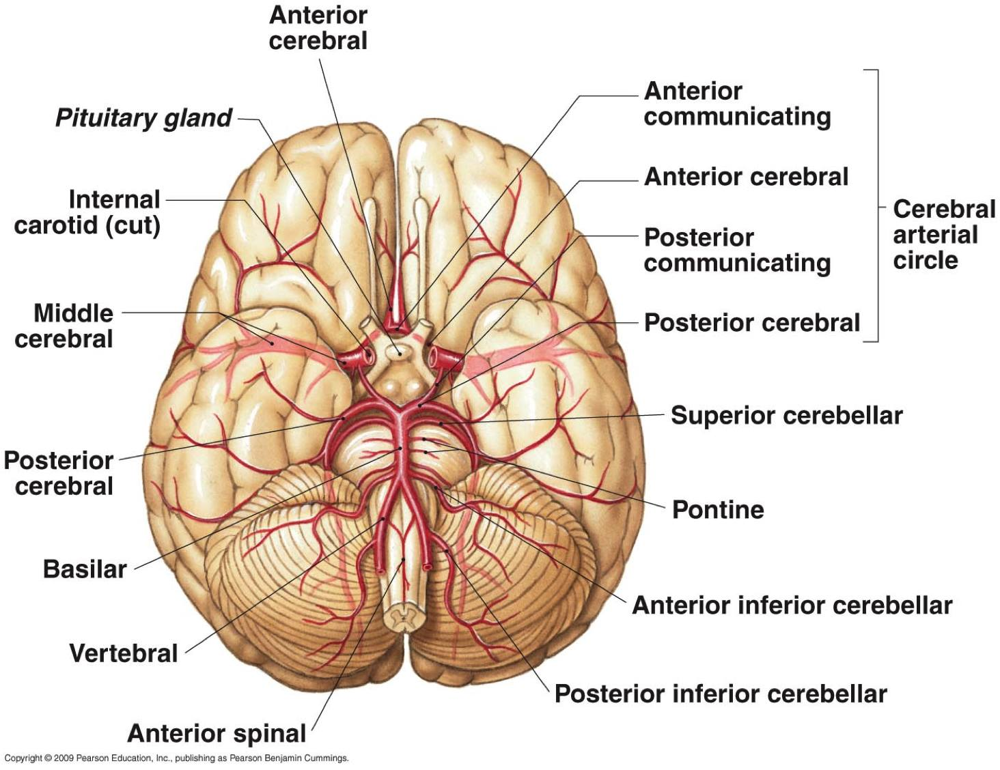 Anterior
cerebral
Pituitary gland
Internal
carotid (cut)
Middle
cerebral
Posterior
cerebral
Basilar
Vertebral
Anterior spinal
Anterior
communicating
Anterior cerebral
Posterior
communicating
Posterior cerebral
Cerebral
arterial
circle
Superior cerebellar
Pontine
Anterior inferior cerebellar
Posterior inferior cerebellar
Copyright © 2009 Pearson Education, Inc., publishing as Pearson Benjamin Cummings.